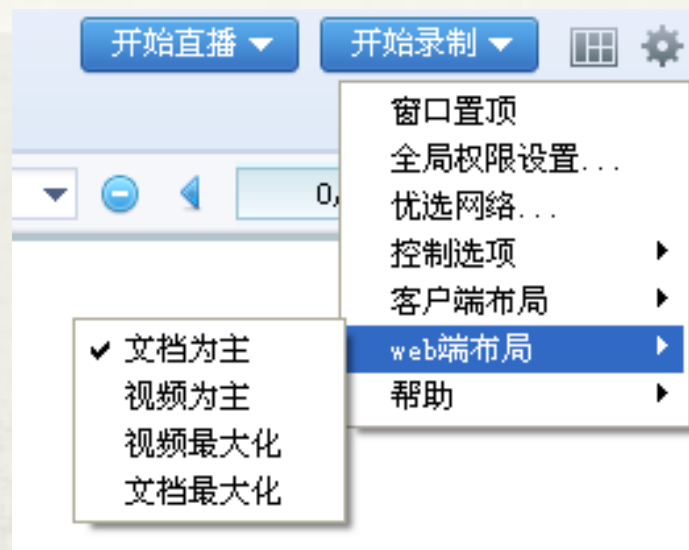 开始直播
开始录制
窗口置顶
全局权限设置...
0,
优选网络...
控制选项
客户端布局
web端布局
帮助
文档为主
视频为主
视频最大化
文档最大化